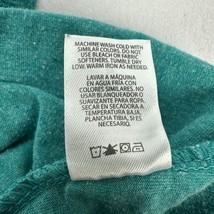 MACHINE WASH COLD WITH
SIMILAR COLORS. DO NOT
USE BLEACH OR FABRIC
SOFTENERS. TUMBLE DRY
LOW. WARM IRON AS NEEDED.
LAVAR A MÁQUINA
EN AGUA FRÍA CON
COLORES SIMILARES. NO
USAR BLANQUEADOR O
SUAVIZANTE PARA ROPA.
SECAR EN SECADORA A
TEMPERATURA BAJA.
PLANCHA TIBIA, SI ES
NECESARIO.